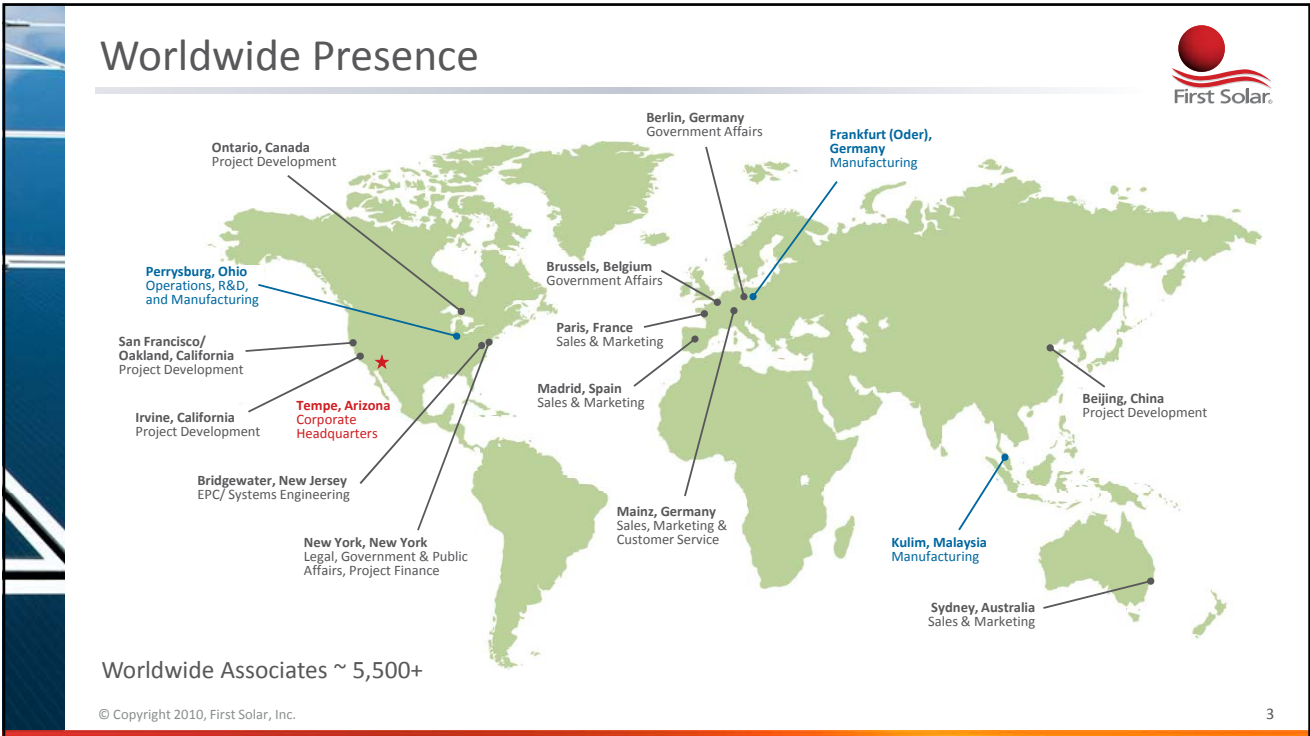 Worldwide Presence
First Solar®
Ontario, Canada
Project Development
Berlin, Germany
Government Affairs
Frankfurt (Oder),
Germany
Manufacturing
Perrysburg, Ohio
Operations, R&D,
and Manufacturing
Brussels, Belgium
Government Affairs
San Francisco/
Oakland, California
Project Development
Paris, France
Sales & Marketing
Madrid, Spain
Sales & Marketing
Irvine, California
Project Development
Tempe, Arizona
Corporate
Headquarters
Beijing, China
Project Development
Bridgewater, New Jersey
EPC/ Systems Engineering
New York, New York
Legal, Government & Public
Affairs, Project Finance
Mainz, Germany
Sales, Marketing &
Customer Service
Kulim, Malaysia
Manufacturing
Sydney, Australia
Sales & Marketing
Worldwide Associates ~ 5,500+
© Copyright 2010, First Solar, Inc.
3